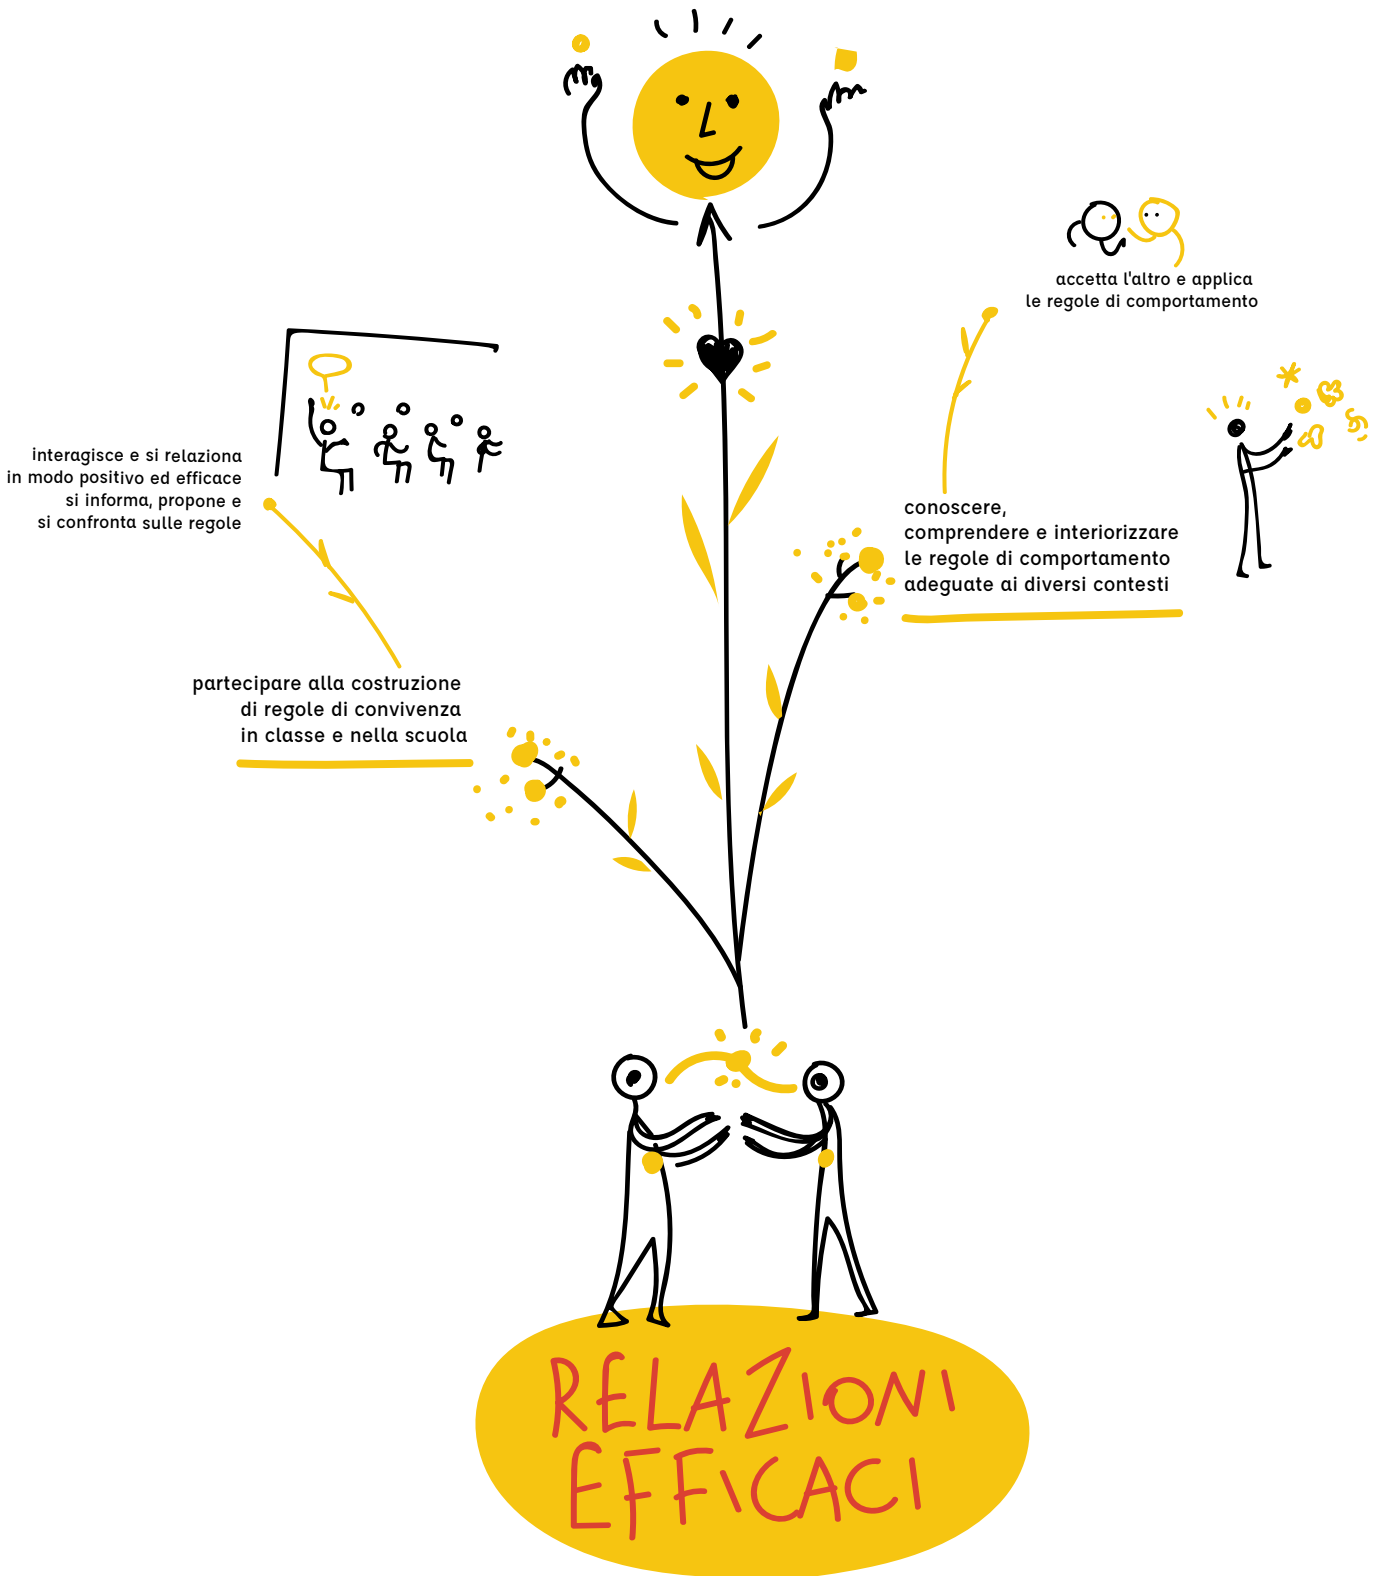 accetta l'altro e applica
le regole di comportamento
interagisce e si relaziona
in modo positivo ed efficace
si informa, propone e
si confronta sulle regole
conoscere,
comprendere e interiorizzare
le regole di comportamento
adeguate ai diversi contesti
partecipare alla costruzione
di regole di convivenza
in classe e nella scuola
RELAZIONI
EFFICACI